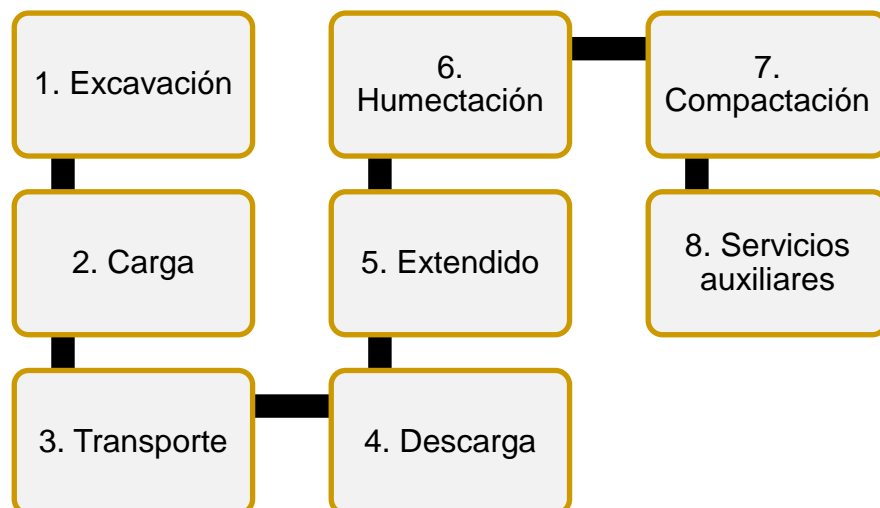 1. Excavación
2. Carga
3. Transporte
4. Descarga
5. Extendido
6.
Humectación
7.
Compactación
8. Servicios
auxiliares